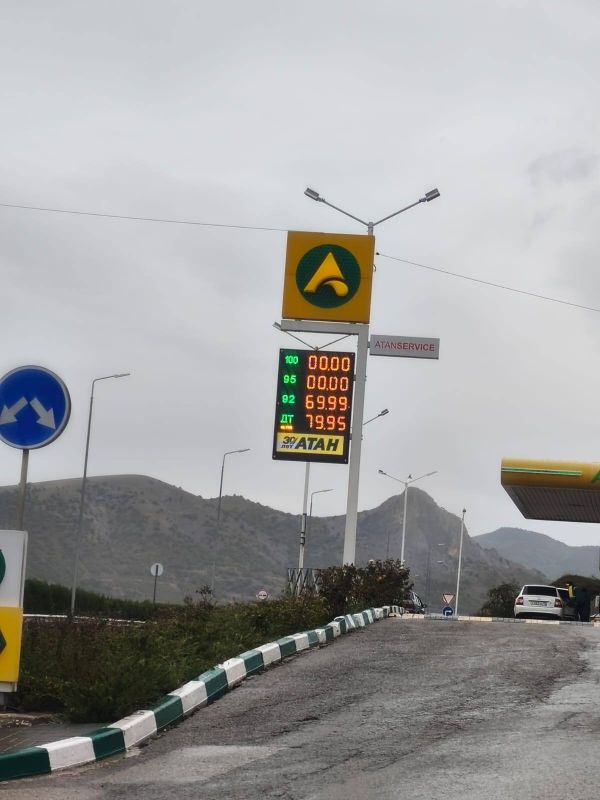 ATANSERVICE
100 00.00
95 00.00
92 69.99
ДТ 79.95
30 ЛЕТ АТАН